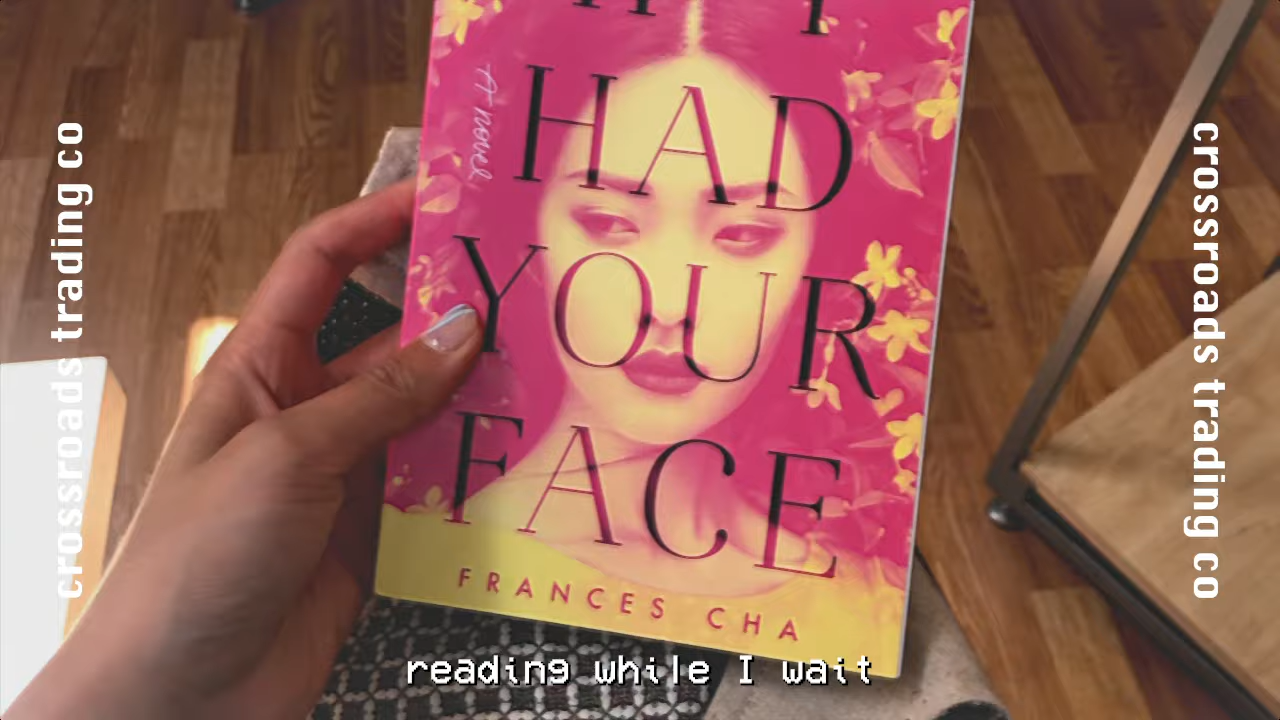 HAD
A novel
YOUR
FACE
FRANCES CHA
reading while I wait
crossroads trading co
crossroads trading co